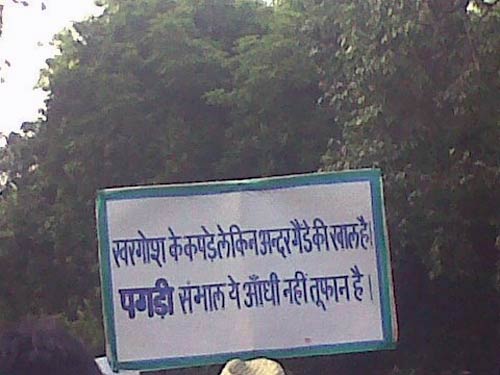 खरगोश के कपड़े लेकिन अन्दर गैंडे की खाल है।
पगड़ी संभाल ये आँधी नहीं तूफान है।